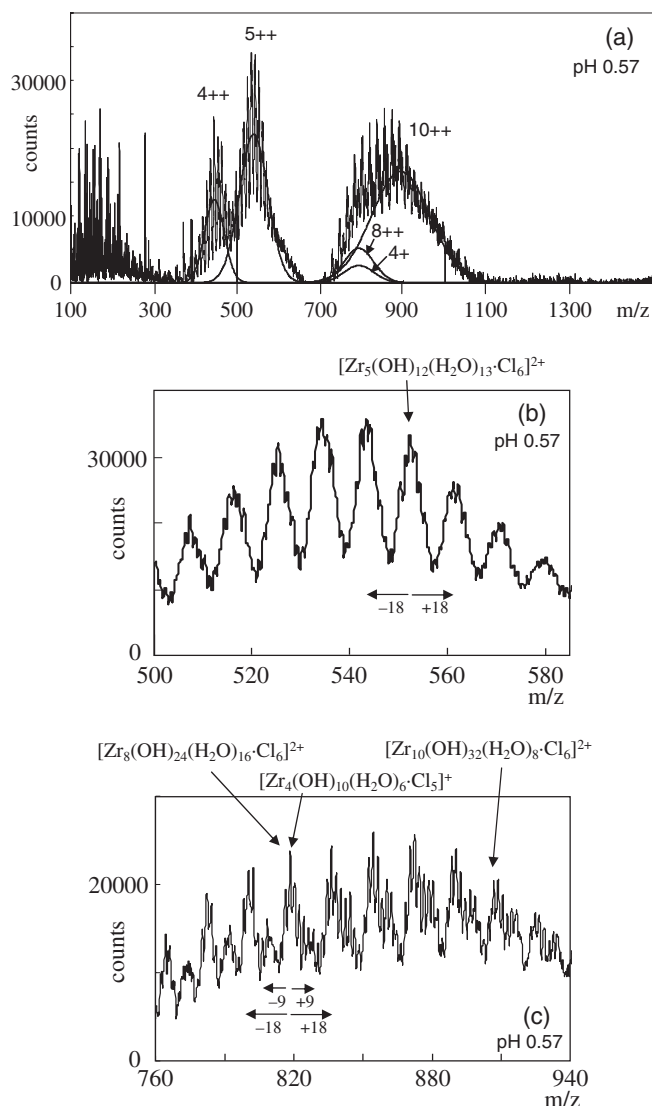 (a)
pH 0.57
5++
4++
10++
8++
4+
30000
10000
0
counts
100 300 500 700 900 1100 1300 m/z
[Zr₅(OH)₁₂(H₂O)₁₃·Cl₆]²⁺
(b)
pH 0.57
30000
0
counts
–18 +18
500 520 540 560 580
m/z
[Zr₈(OH)₂₄(H₂O)₁₆·Cl₆]²⁺
[Zr₁₀(OH)₃₂(H₂O)₈·Cl₆]²⁺
[Zr₄(OH)₁₀(H₂O)₆·Cl₅]⁺
20000
0
counts
–9 +9
–18 +18
(c)
pH 0.57
760 820 880 940
m/z